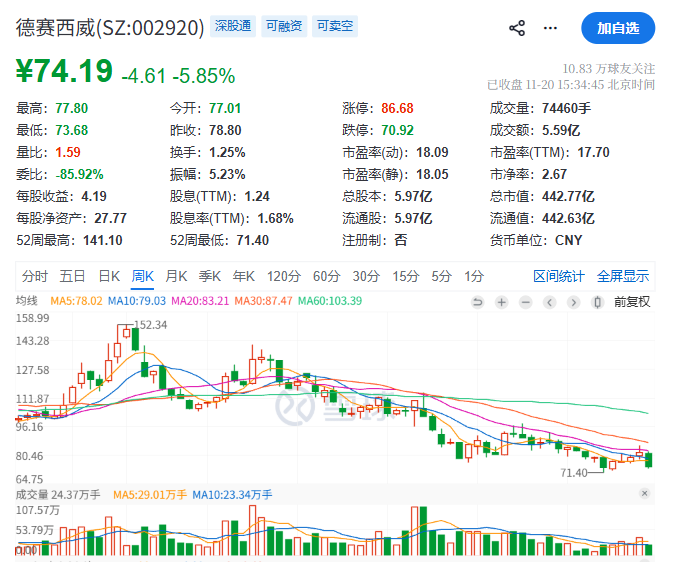 德赛西威(SZ:002920) 深股通 可融资 可卖空 加自选
¥74.19 -4.61 -5.85% 10.83 万球友关注
已收盘 11-20 15:34:45 北京时间
最高：77.80 今开：77.01 涨停：86.68 成交量：74460手
最低：73.68 昨收：78.80 跌停：70.92 成交额：5.59亿
量比：1.59 换手：1.25% 市盈率(动)：18.09 市盈率(TTM)：17.70
委比：-85.92% 振幅：5.23% 市盈率(静)：18.05 市净率：2.67
每股收益：4.19 股息(TTM)：1.24 总股本：5.97亿 总市值：442.77亿
每股净资产：27.77 股息率(TTM)：1.68% 流通股：5.97亿 流通值：442.63亿
52周最高：141.10 52周最低：71.40 注册制：否 货币单位：CNY
分时 五日 日K 周K 月K 季K 年K 120分 60分 30分 15分 5分 1分 区间统计 全屏显示
均线 MA5:78.02 MA10:79.03 MA20:83.21 MA30:87.47 MA60:103.39 前复权
158.99
152.34
143.28
127.58
111.87
雪球
96.16
80.46
71.40
64.75
成交量 24.37万手 MA5:29.01万手 MA10:23.34万手
107.57万
53.79万
0.00